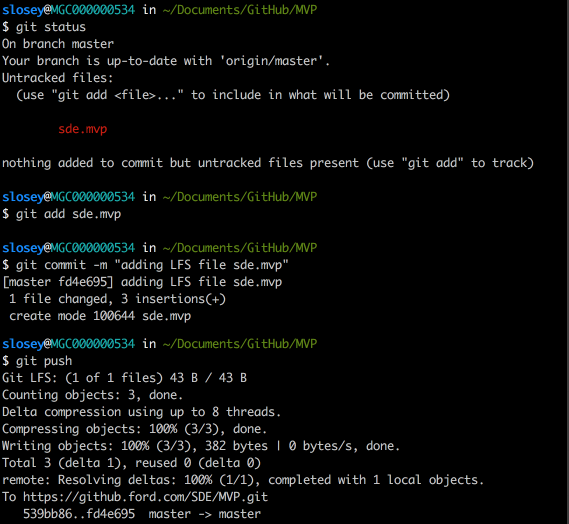 slosey@MGC000000534 in ~/Documents/GitHub/MVP
$ git status
On branch master
Your branch is up-to-date with 'origin/master'.
Untracked files:
  (use "git add <file>..." to include in what will be committed)
        sde.mvp
nothing added to commit but untracked files present (use "git add" to track)
slosey@MGC000000534 in ~/Documents/GitHub/MVP
$ git add sde.mvp
slosey@MGC000000534 in ~/Documents/GitHub/MVP
$ git commit -m "adding LFS file sde.mvp"
[master fd4e695] adding LFS file sde.mvp
 1 file changed, 3 insertions(+)
 create mode 100644 sde.mvp
slosey@MGC000000534 in ~/Documents/GitHub/MVP
$ git push
Git LFS: (1 of 1 files) 43 B / 43 B
Counting objects: 3, done.
Delta compression using up to 8 threads.
Compressing objects: 100% (3/3), done.
Writing objects: 100% (3/3), 382 bytes | 0 bytes/s, done.
Total 3 (delta 1), reused 0 (delta 0)
remote: Resolving deltas: 100% (1/1), completed with 1 local objects.
To https://github.ford.com/SDE/MVP.git
   539bb86..fd4e695  master -> master